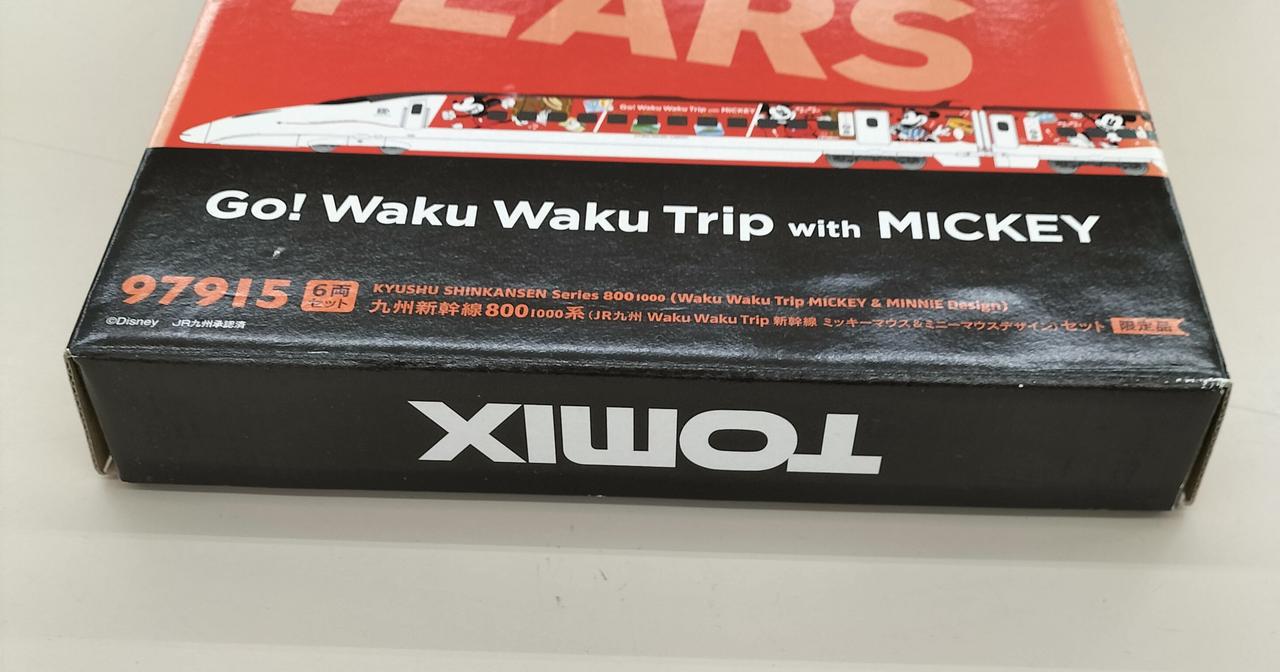 YEARS
Go! Waku Waku Trip with MICKEY
Go! Waku Waku Trip with MICKEY
97915 6両セット KYUSHU SHINKANSEN Series 800 1000 (Waku Waku Trip MICKEY & MINNIE Design)
九州新幹線800 1000系(JR九州 Waku Waku Trip 新幹線 ミッキーマウス&ミニーマウスデザイン)セット 限定品
©Disney JR九州承認済
TOMIX